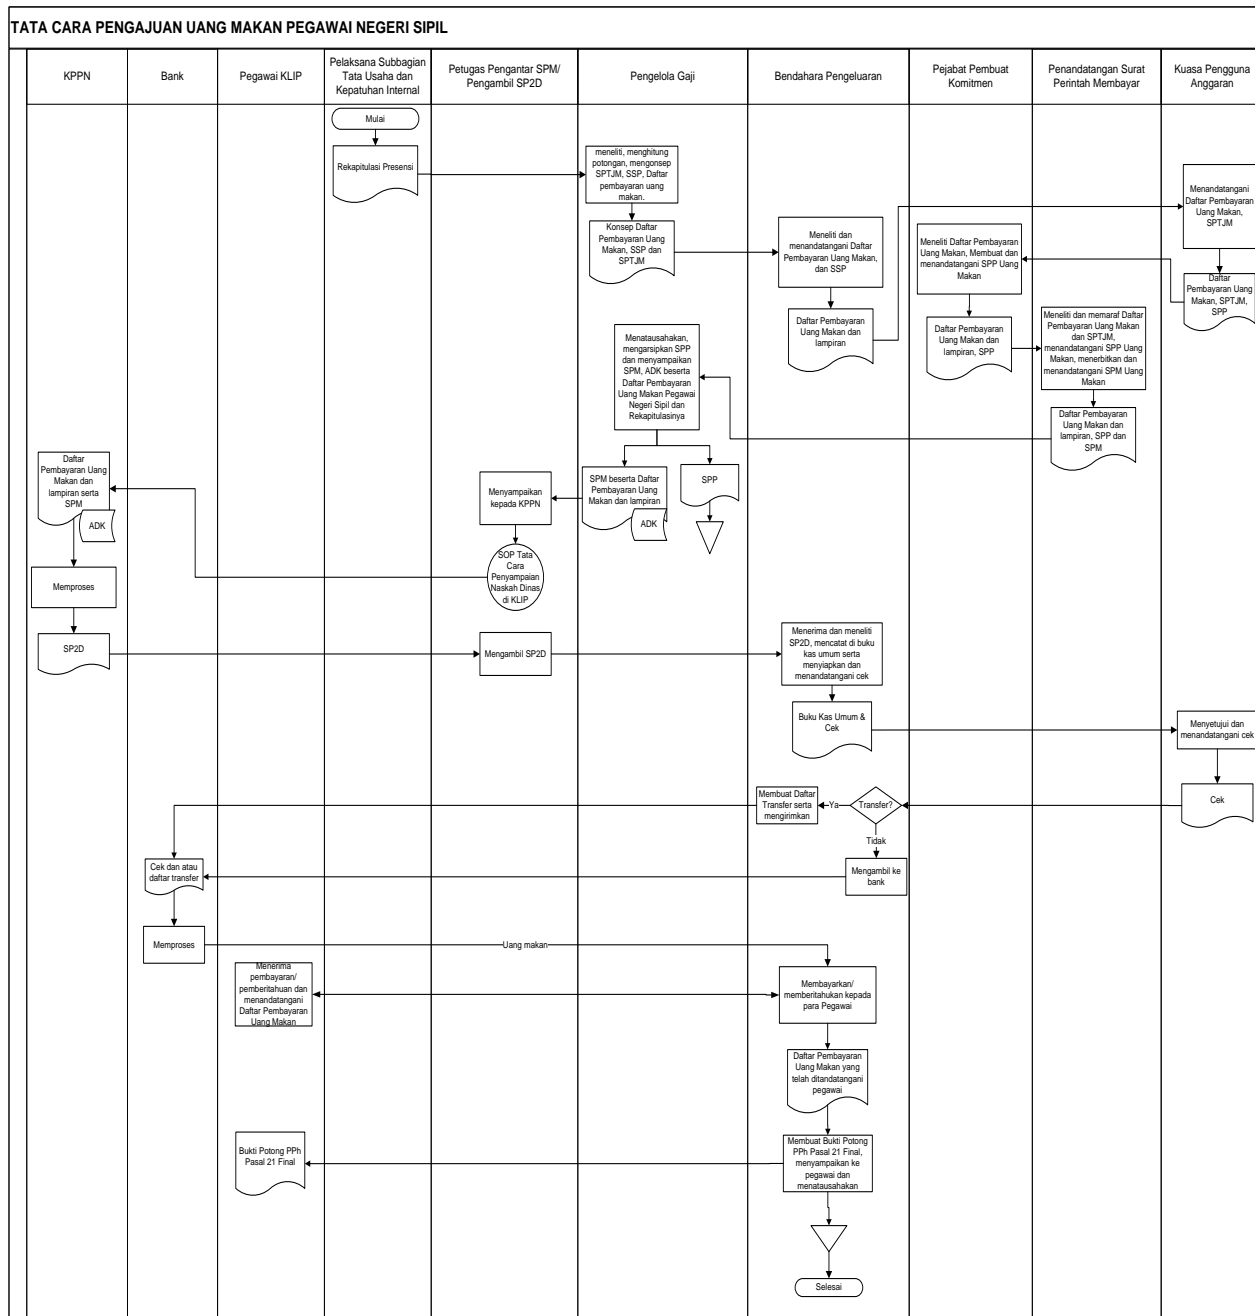 TATA CARA PENGAJUAN UANG MAKAN PEGAWAI NEGERI SIPIL
KPPN
Bank
Pegawai KLIP
Pelaksana Subbagian
Tata Usaha dan
Kepatuhan Internal
Petugas Pengantar SPM/
Pengambil SP2D
Pengelola Gaji
Bendahara Pengeluaran
Pejabat Pembuat
Komitmen
Penandatangan Surat
Perintah Membayar
Kuasa Pengguna
Anggaran
Mulai
Rekapitulasi Presensi
meneliti, menghitung
potongan, mengonsep
SPTJM, SSP, Daftar
pembayaran uang
makan.
Konsep Daftar
Pembayaran Uang
Makan, SSP dan
SPTJM
Meneliti dan
menandatangani Daftar
Pembayaran Uang Makan,
dan SSP
Daftar Pembayaran
Uang Makan dan
lampiran
Menandatangani
Daftar Pembayaran
Uang Makan,
SPTJM
Daftar
Pembayaran Uang
Makan, SPTJM,
SPP
Meneliti Daftar Pembayaran
Uang Makan, Membuat dan
menandatangani SPP Uang
Makan
Daftar Pembayaran
Uang Makan dan
lampiran, SPP
Meneliti dan memaraf Daftar
Pembayaran Uang Makan
dan SPTJM,
menandatangani SPP Uang
Makan, menerbitkan dan
menandatangani SPM Uang
Makan
Daftar Pembayaran
Uang Makan dan
lampiran, SPP dan
SPM
Menatausahakan,
mengarsipkan SPP
dan menyampaikan
SPM, ADK beserta
Daftar Pembayaran
Uang Makan Pegawai
Negeri Sipil dan
Rekapitulasinya
SPM beserta Daftar
Pembayaran Uang
Makan dan lampiran
ADK
SPP
Menyampaikan
kepada KPPN
SOP Tata
Cara
Penyampaian
Naskah Dinas
di KLIP
Daftar
Pembayaran Uang
Makan dan
lampiran serta
SPM
ADK
Memproses
SP2D
Mengambil SP2D
Menerima dan meneliti
SP2D, mencatat di buku
kas umum serta
menyiapkan dan
menandatangani cek
Buku Kas Umum &
Cek
Menyetujui dan
menandatangani cek
Cek
Transfer?
Ya
Membuat Daftar
Transfer serta
mengirimkan
Tidak
Mengambil ke
bank
Cek dan atau
daftar transfer
Memproses
Uang makan
Membayarkan/
memberitahukan kepada
para Pegawai
Menerima
pembayaran/
pemberitahuan dan
menandatangani
Daftar Pembayaran
Uang Makan
Daftar Pembayaran
Uang Makan yang
telah ditandatangani
pegawai
Membuat Bukti Potong
PPh Pasal 21 Final,
menyampaikan ke
pegawai dan
menatausahakan
Bukti Potong PPh
Pasal 21 Final
Selesai